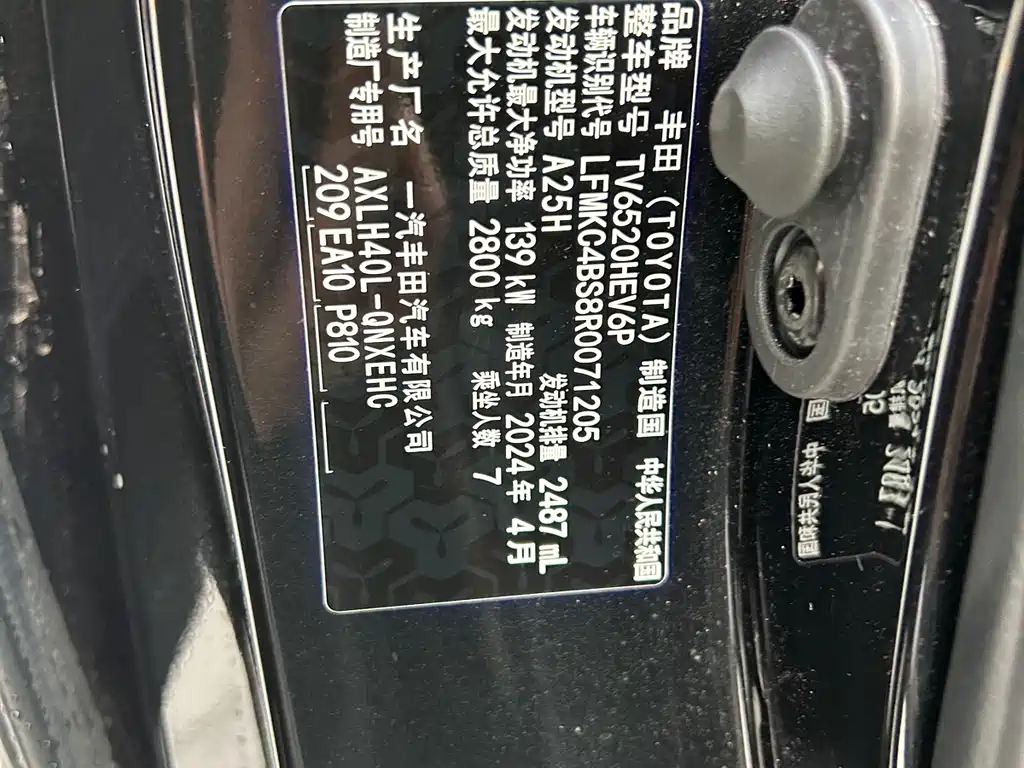 品牌 丰田（TOYOTA） 制造国 中华人民共和国
整车型号 TV6520HEV6P
车辆识别代号 LFMKC4BS8R0071205
发动机型号 A25H 发动机排量 2487 mL
发动机最大净功率 139 kW 制造年月 2024年 4月
最大允许总质量 2800 kg 乘坐人数 7
生产厂名 一汽丰田汽车有限公司
制造厂专用号 AXLH40L-QNXEHC
209 EA10 P810